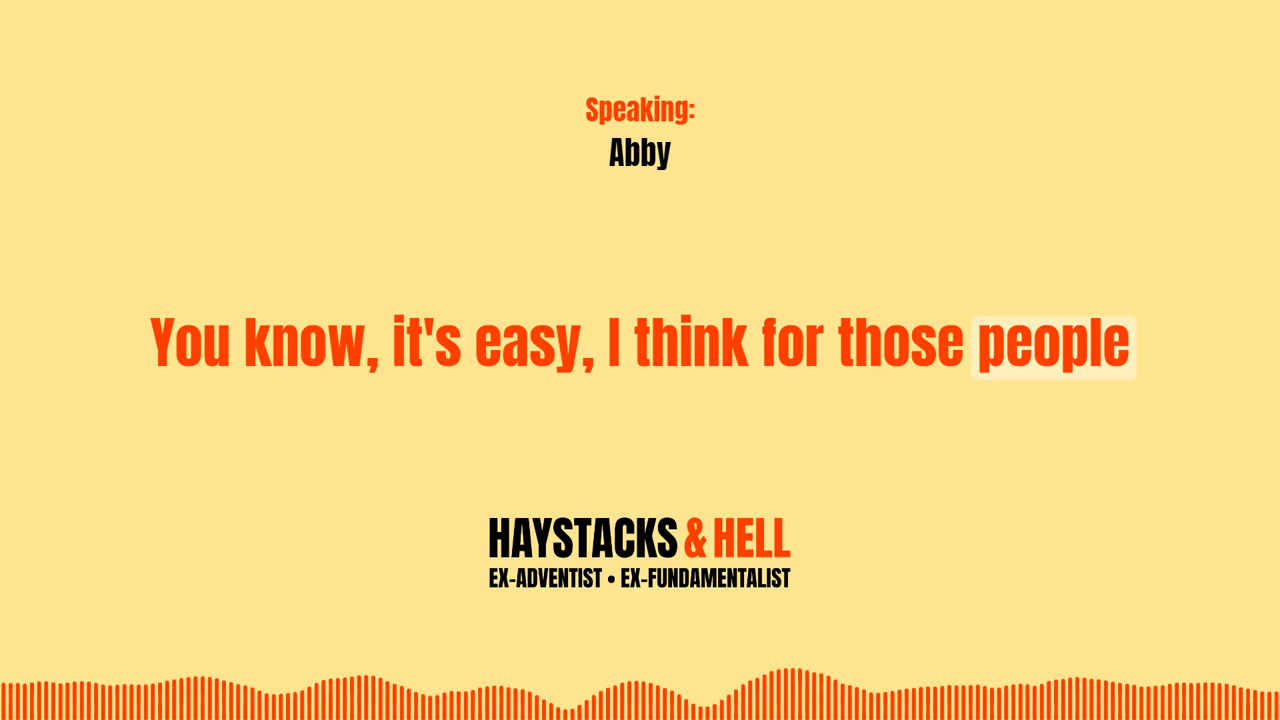 Speaking:
Abby
You know, it's easy, I think for those people
HAYSTACKS & HELL
EX-ADVENTIST • EX-FUNDAMENTALIST